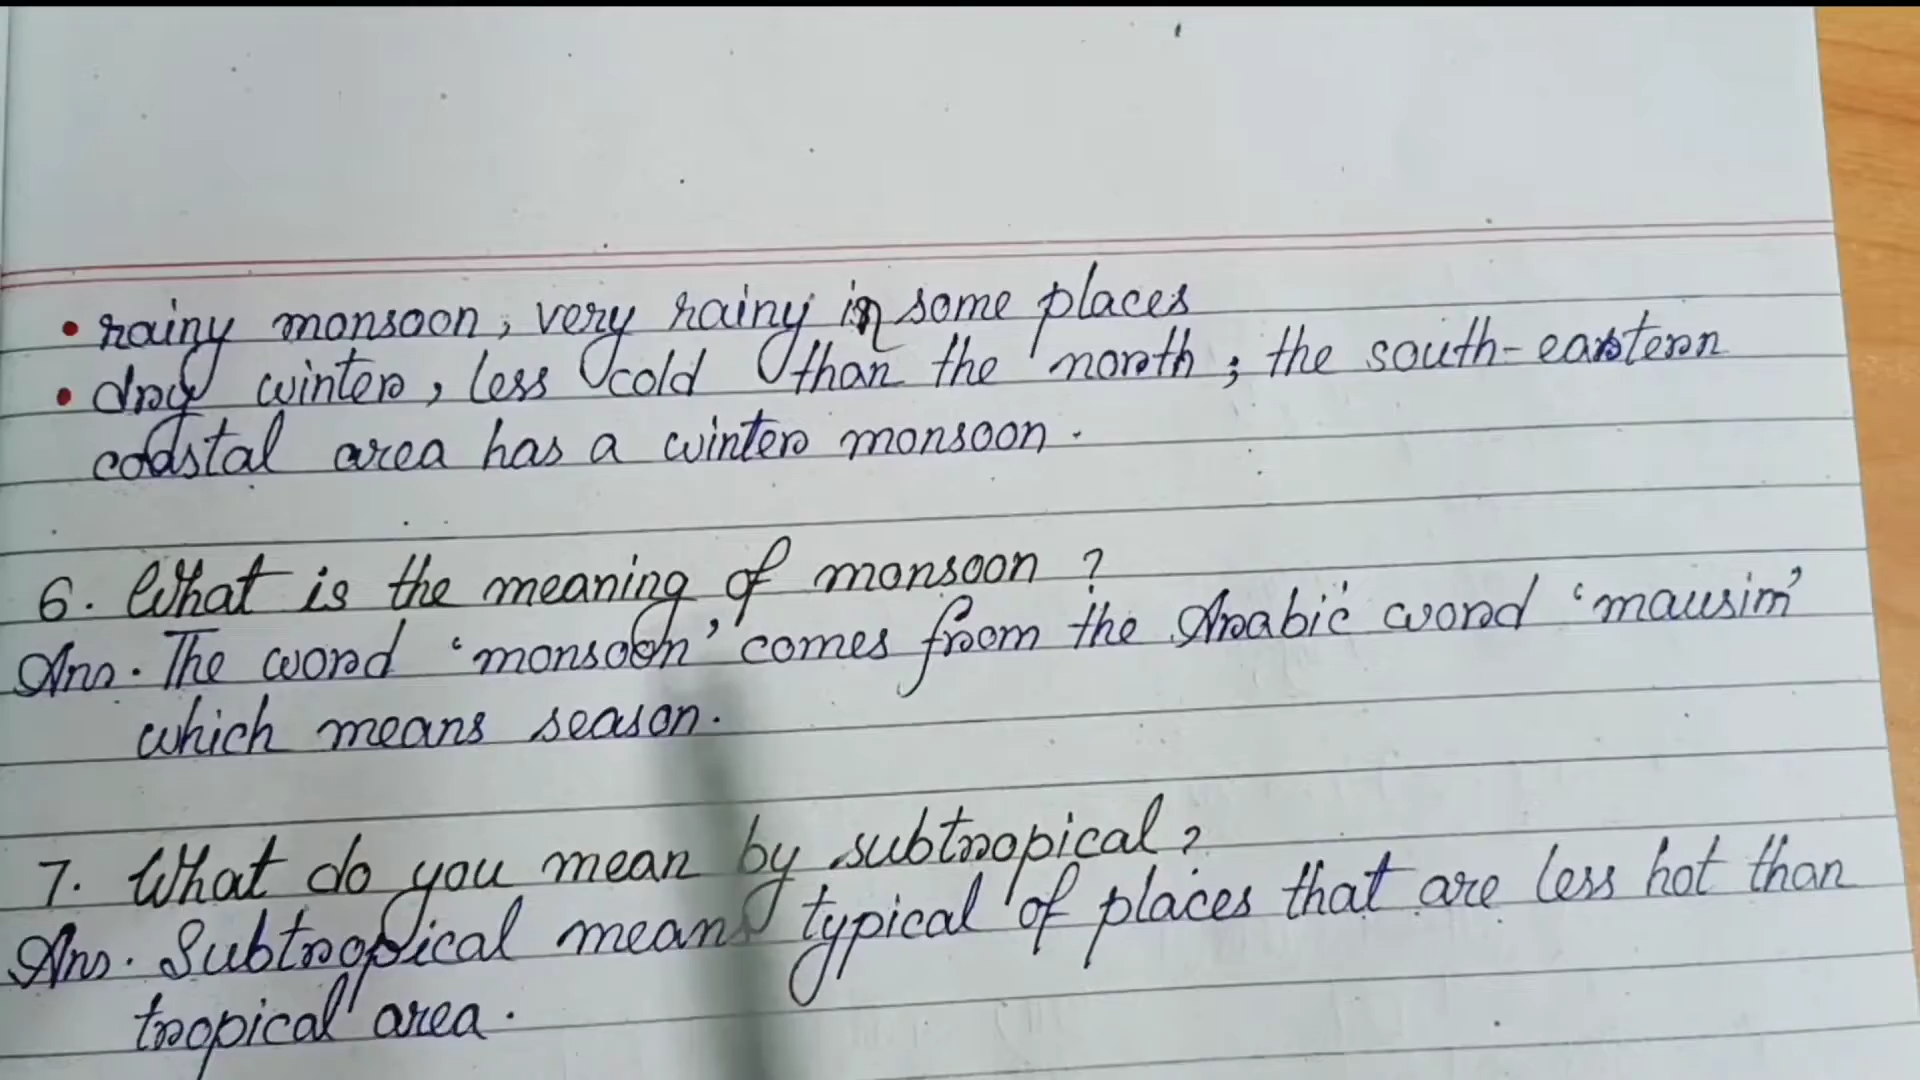 • rainy monsoon, very rainy in some places
• dry winter, less cold than the north; the south-eastern
coastal area has a winter monsoon.
6. What is the meaning of monsoon?
Ans. The word 'monsoon' comes from the Arabic word 'mausim'
which means season.
7. What do you mean by subtropical?
Ans. Subtropical means typical of places that are less hot than
tropical area.